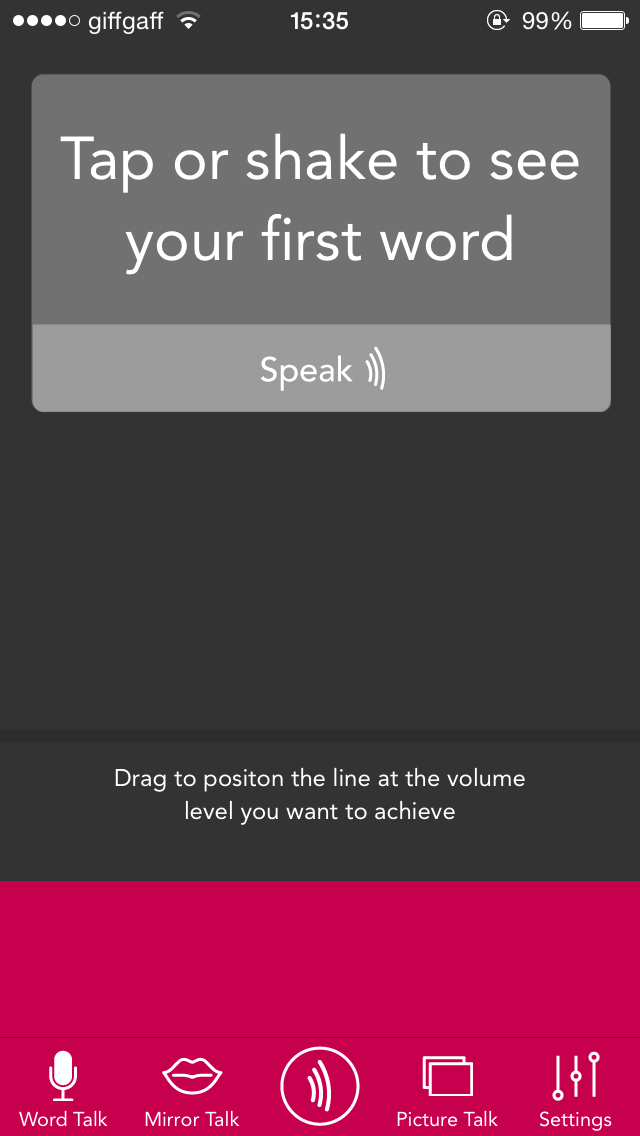 giffgaff 15:35 99%
Tap or shake to see
your first word
Speak
Drag to positon the line at the volume
level you want to achieve
Word Talk Mirror Talk Picture Talk Settings